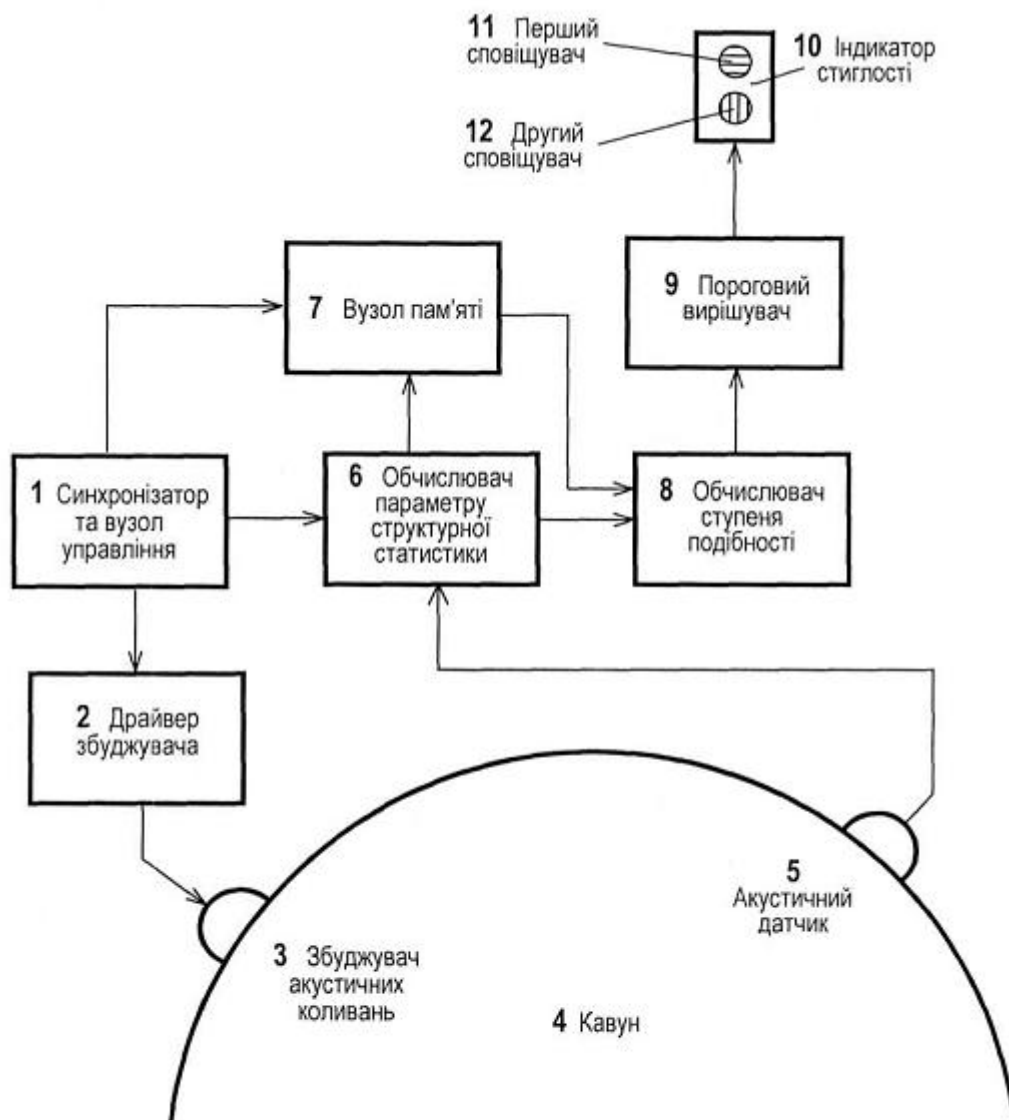 11 Перший
сповіщувач
10 Індикатор
стиглості
12 Другий
сповіщувач
7 Вузол пам'яті
9 Пороговий
вирішувач
1 Синхронізатор
та вузол
управління
6 Обчислювач
параметру
структурної
статистики
8 Обчислювач
ступеня
подібності
2 Драйвер
збуджувача
5
Акустичний
датчик
3 Збуджувач
акустичних
коливань
4 Кавун